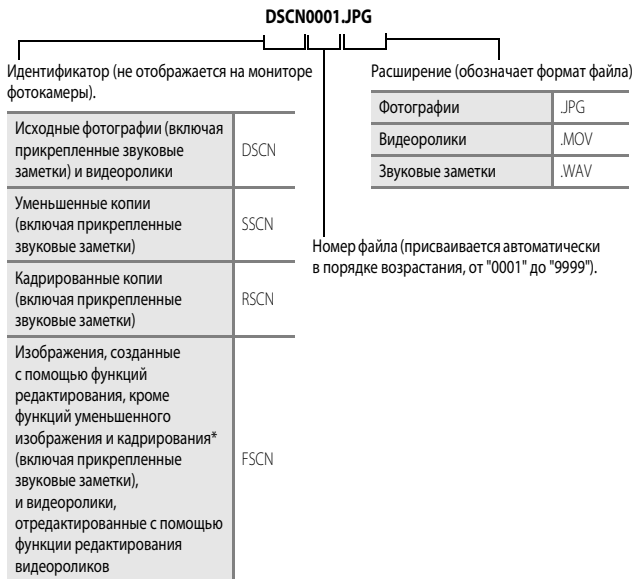 DSCN0001.JPG
Идентификатор (не отображается на мониторе
фотокамеры).
Исходные фотографии (включая
прикрепленные звуковые
заметки) и видеоролики
DSCN
Уменьшенные копии
(включая прикрепленные
звуковые заметки)
SSCN
Кадрированные копии
(включая прикрепленные
звуковые заметки)
RSCN
Изображения, созданные
с помощью функций
редактирования, кроме
функций уменьшенного
изображения и кадрирования*
(включая прикрепленные
звуковые заметки),
и видеоролики,
отредактированные с помощью
функции редактирования
видеороликов
FSCN
Расширение (обозначает формат файла)
Фотографии .JPG
Видеоролики .MOV
Звуковые заметки .WAV
Номер файла (присваивается автоматически
в порядке возрастания, от "0001" до "9999").